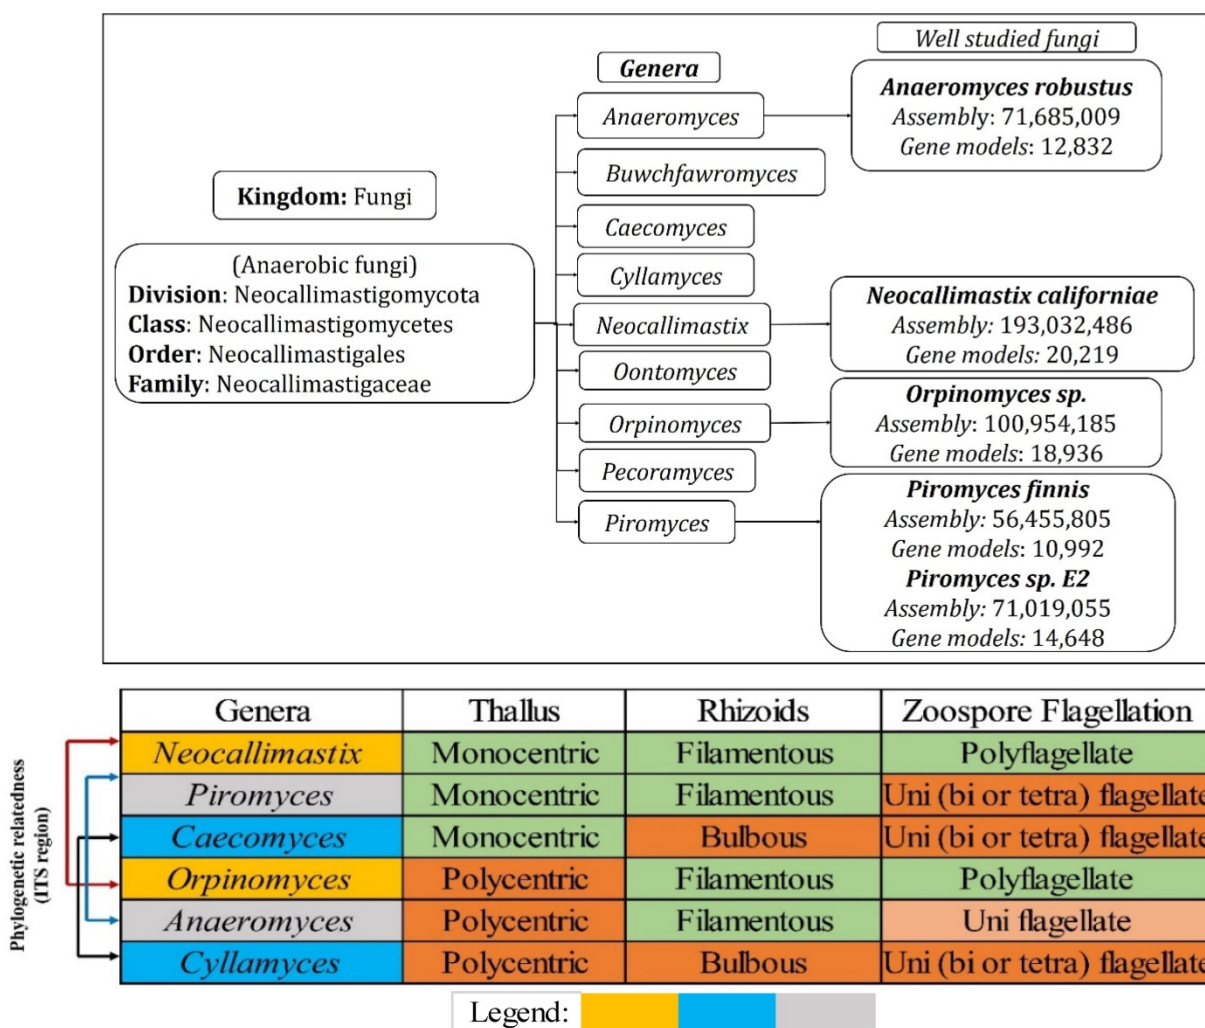 Well studied fungi
Genera
Anaeromyces robustus
Assembly: 71,685,009
Gene models: 12,832
Anaeromyces
Buwchfawromyces
Kingdom: Fungi
Caecomyces
(Anaerobic fungi)
Division: Neocallimastigomycota
Class: Neocallimastigomycetes
Order: Neocallimastigales
Family: Neocallimastigaceae
Cyllamyces
Neocallimastix
Neocallimastix californiae
Assembly: 193,032,486
Gene models: 20,219
Oontomyces
Orpinomyces
Orpinomyces sp.
Assembly: 100,954,185
Gene models: 18,936
Pecoramyces
Piromyces
Piromyces finnis
Assembly: 56,455,805
Gene models: 10,992
Piromyces sp. E2
Assembly: 71,019,055
Gene models: 14,648
Phylogenetic relatedness
(ITS region)
Genera Thallus Rhizoids Zoospore Flagellation
Neocallimastix Monocentric Filamentous Polyflagellate
Piromyces Monocentric Filamentous Uni (bi or tetra) flagellate
Caecomyces Monocentric Bulbous Uni (bi or tetra) flagellate
Orpinomyces Polycentric Filamentous Polyflagellate
Anaeromyces Polycentric Filamentous Uni flagellate
Cyllamyces Polycentric Bulbous Uni (bi or tetra) flagellate
Legend: